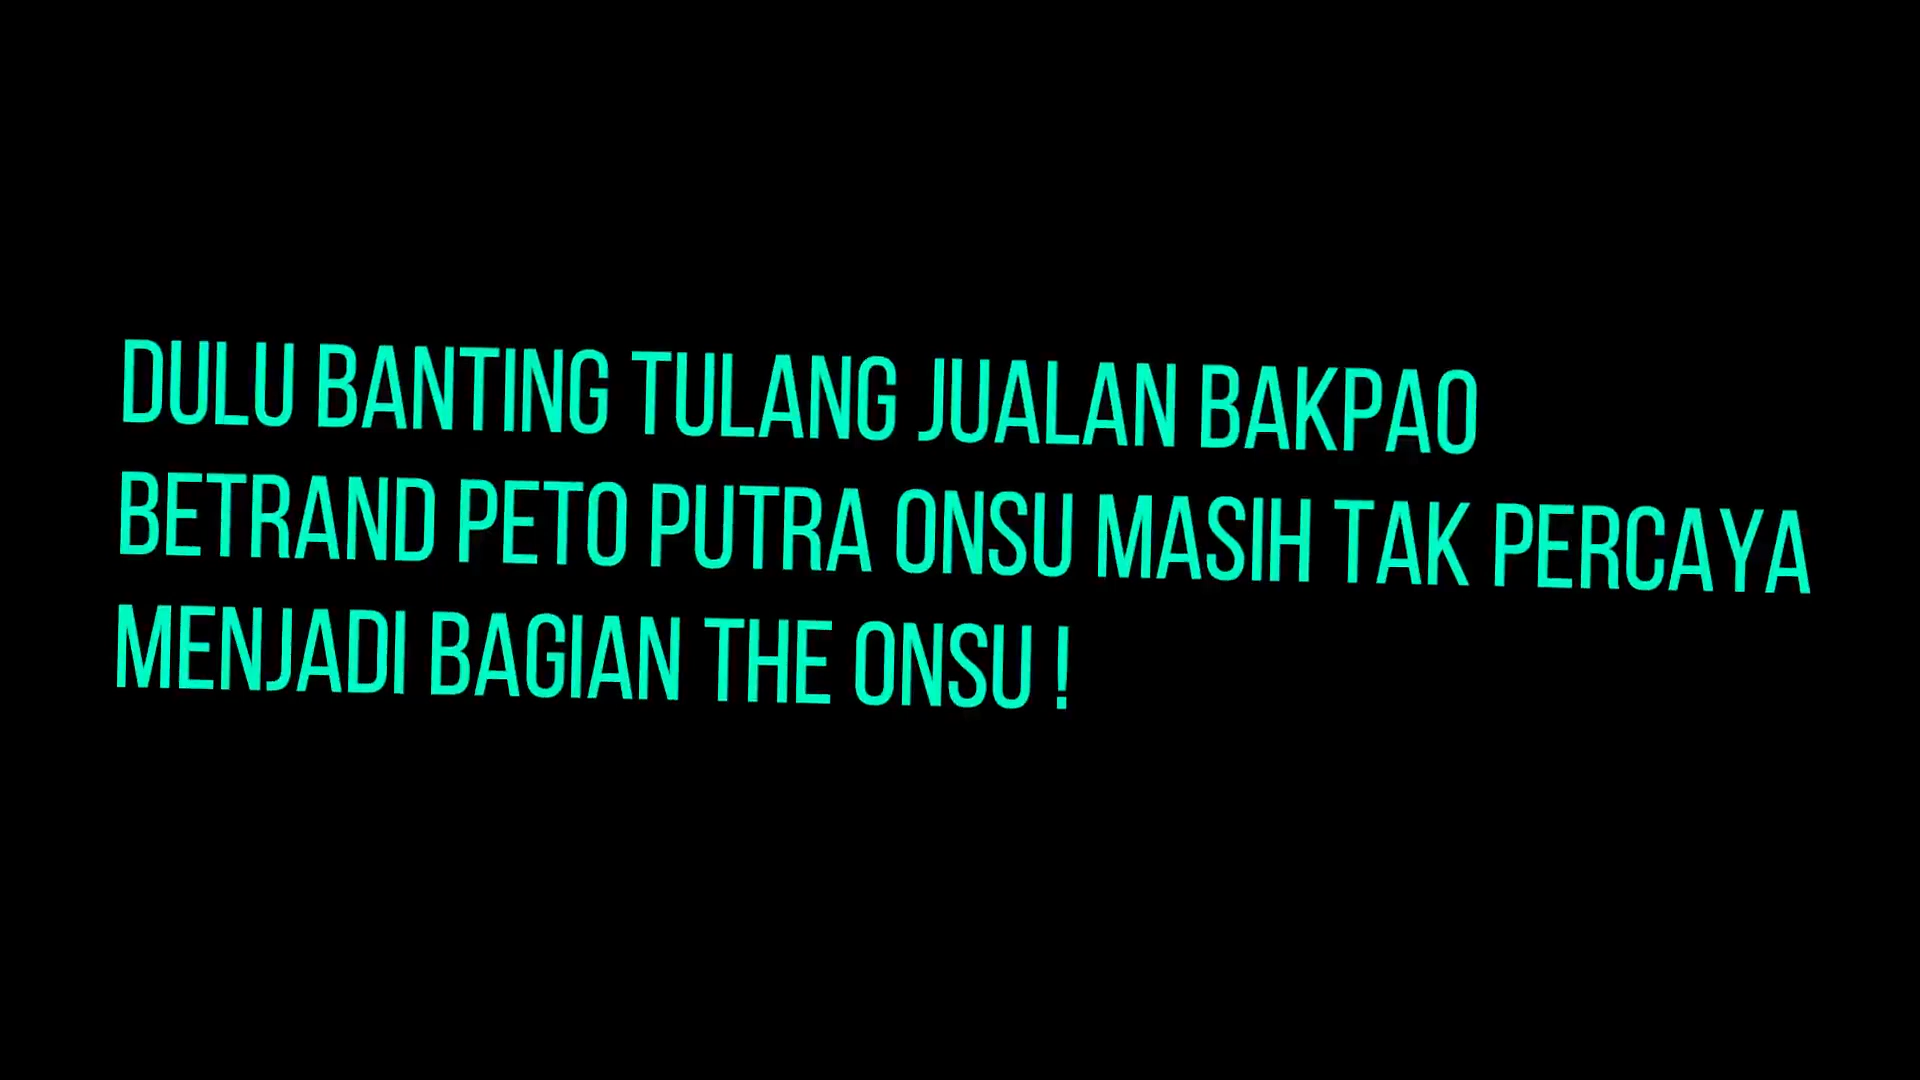 DULU BANTING TULANG JUALAN BAKPAO
BETRAND PETO PUTRA ONSU MASIH TAK PERCAYA
MENJADI BAGIAN THE ONSU !